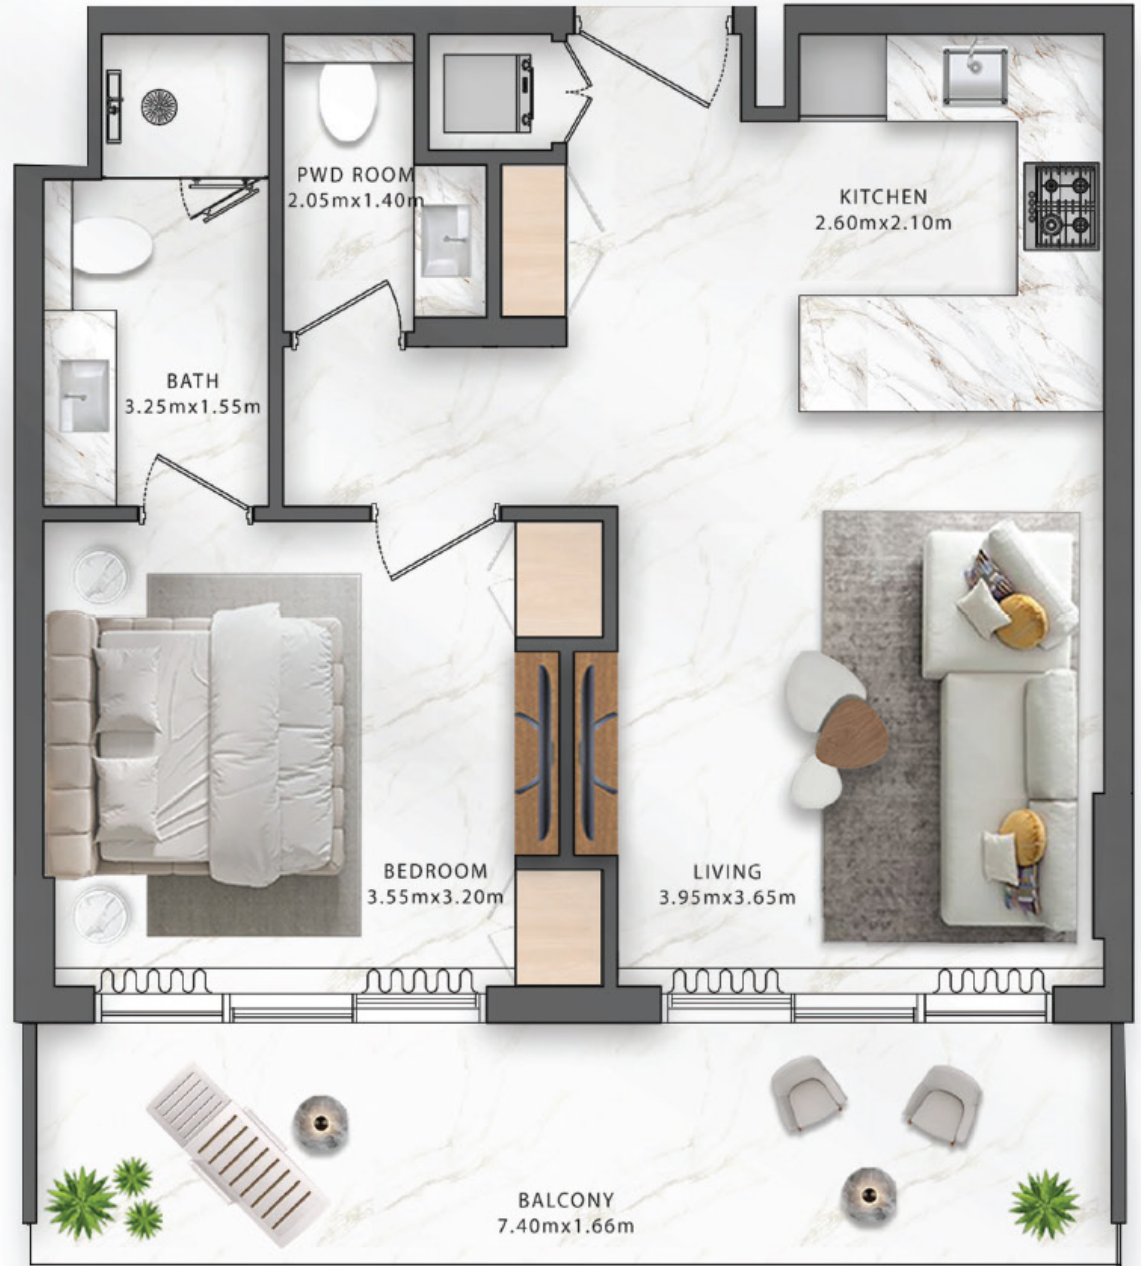 PWD ROOM
2.05mx1.40m
KITCHEN
2.60mx2.10m
BATH
3.25mx1.55m
BEDROOM
3.55mx3.20m
LIVING
3.95mx3.65m
BALCONY
7.40mx1.66m